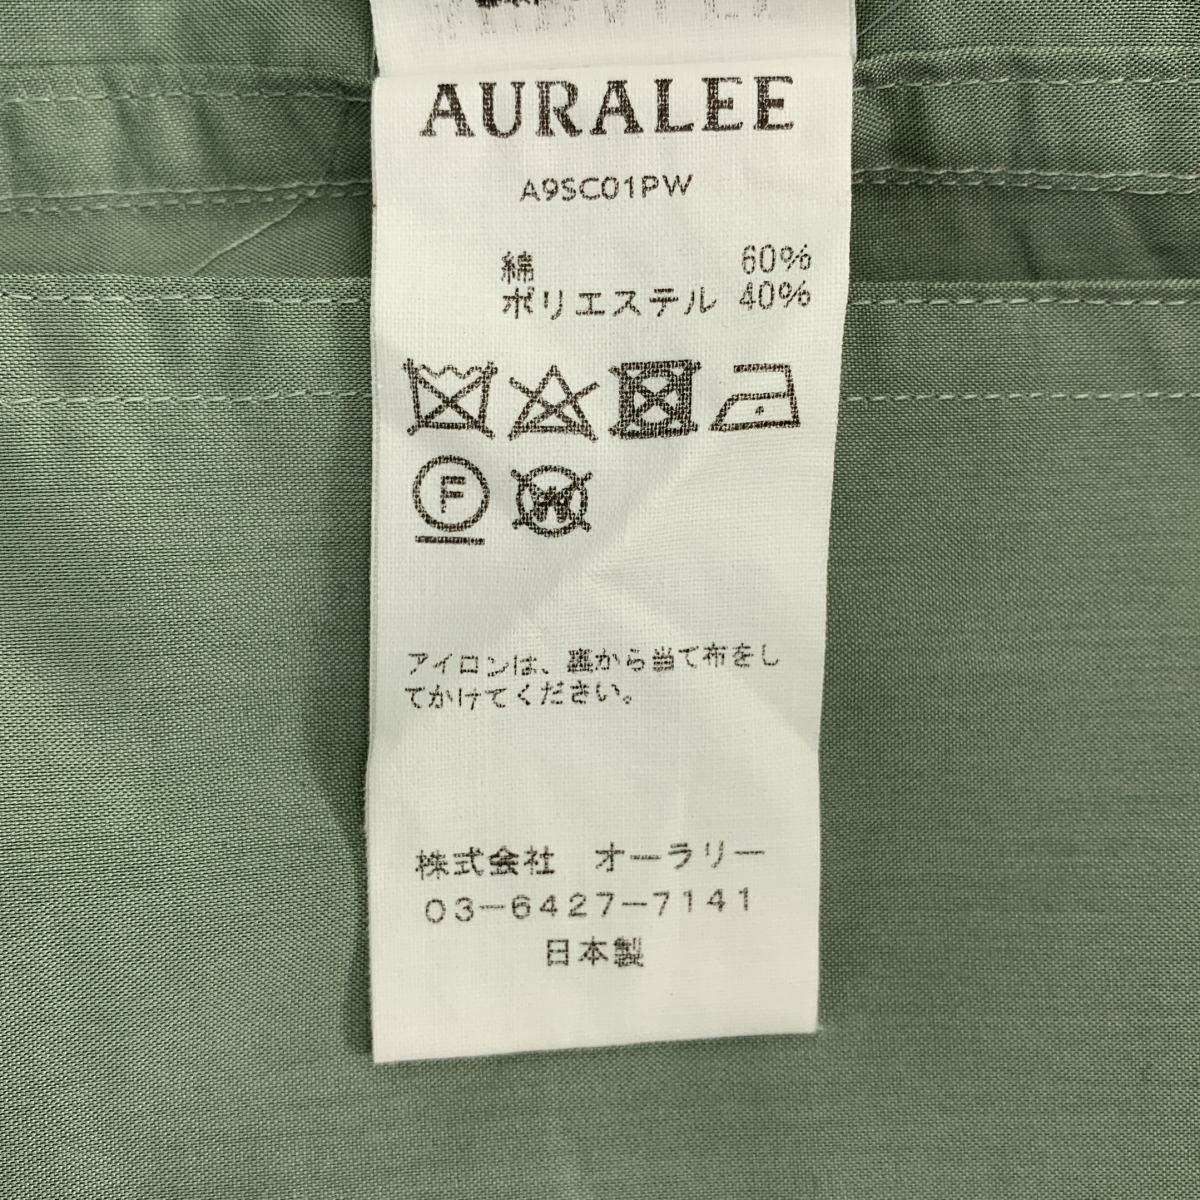 AURALEE
A9SC01PW
綿 60%
ポリエステル 40%
F
アイロンは、裏から当て布をし
てかけてください。
株式会社 オーラリー
03-6427-7141
日本製